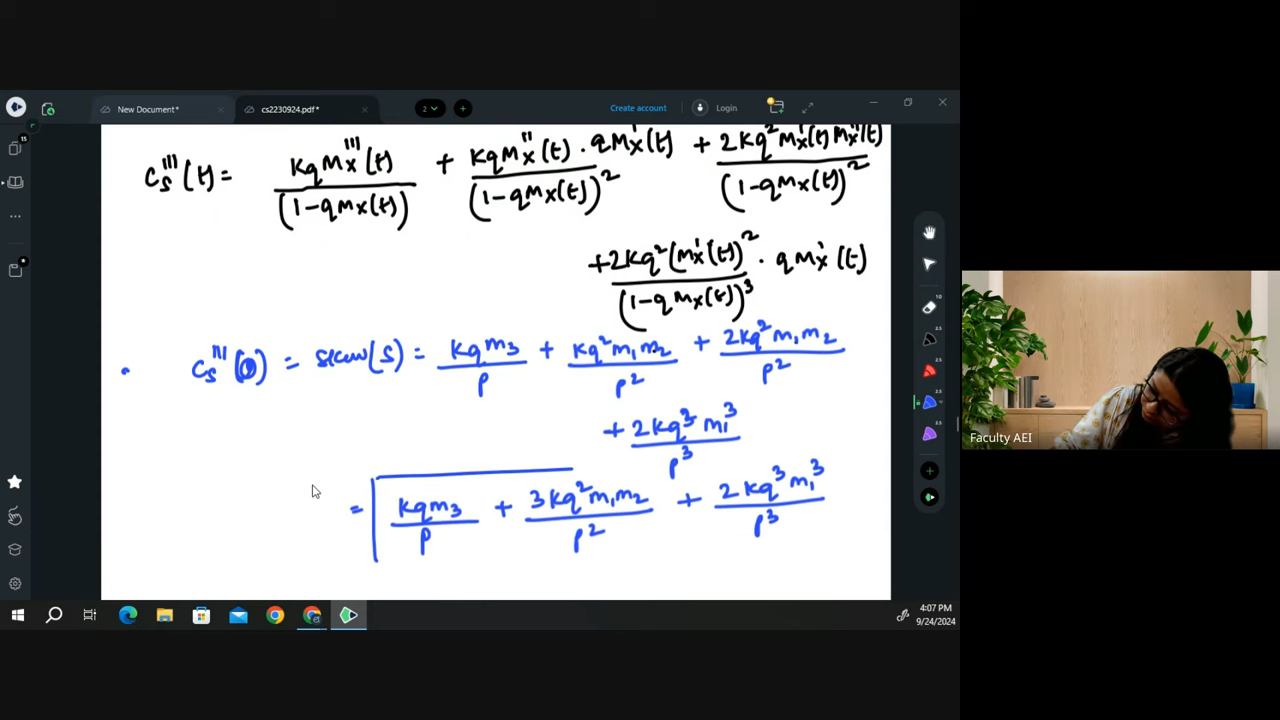 New Document*
cs2230924.pdf*
2
Create account
Login
15
C_S'''(t) = KqM_X'''(t) / (1-qM_X(t)) + KqM_X''(t) · qM_X'(t) / (1-qM_X(t))^2 + 2Kq^2 M_X'(t) M_X''(t) / (1-qM_X(t))^2
+ 2Kq^2 (M_X'(t))^2 · qM_X'(t) / (1-qM_X(t))^3
C_S'''(0) = skew(S) = Kqm_3 / p + Kq^2 m_1 m_2 / p^2 + 2Kq^2 m_1 m_2 / p^2
+ 2Kq^3 m_1^3 / p^3
= Kqm_3 / p + 3Kq^2 m_1 m_2 / p^2 + 2Kq^3 m_1^3 / p^3
Faculty AEI
4:07 PM
9/24/2024